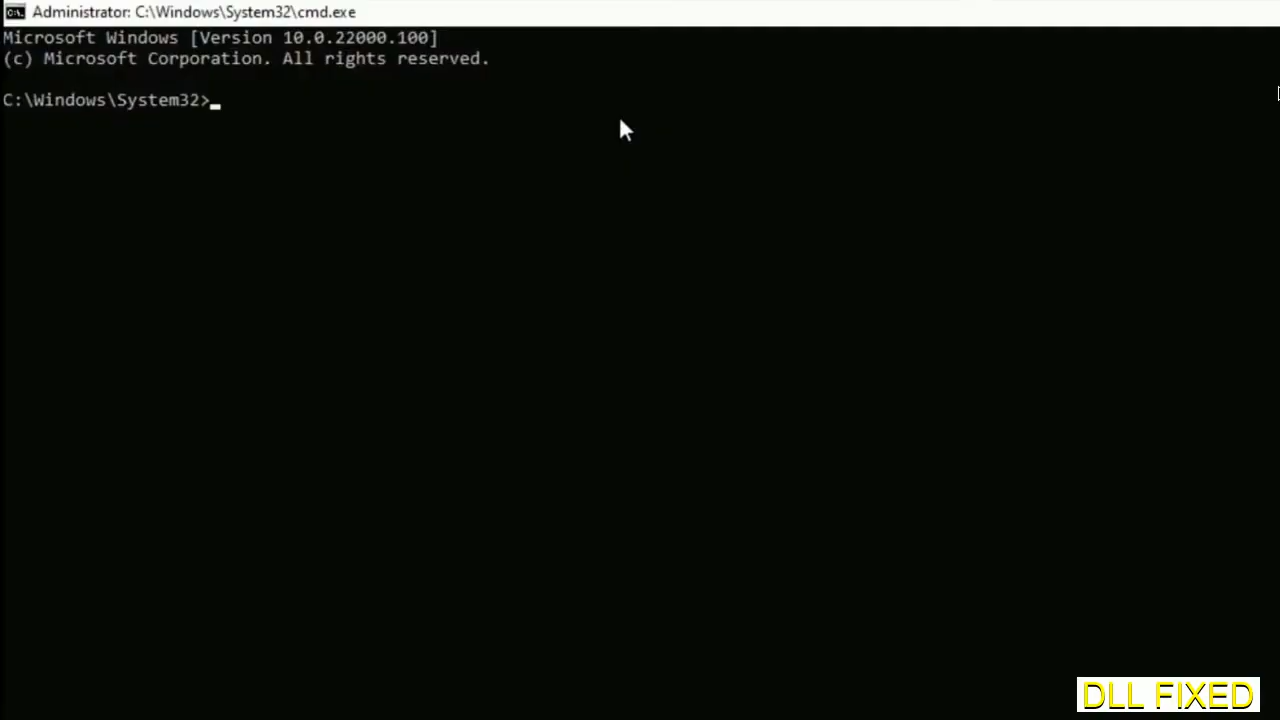 Administrator: C:\Windows\System32\cmd.exe
Microsoft Windows [Version 10.0.22000.100]
(c) Microsoft Corporation. All rights reserved.
C:\Windows\System32>
DLL FIXED